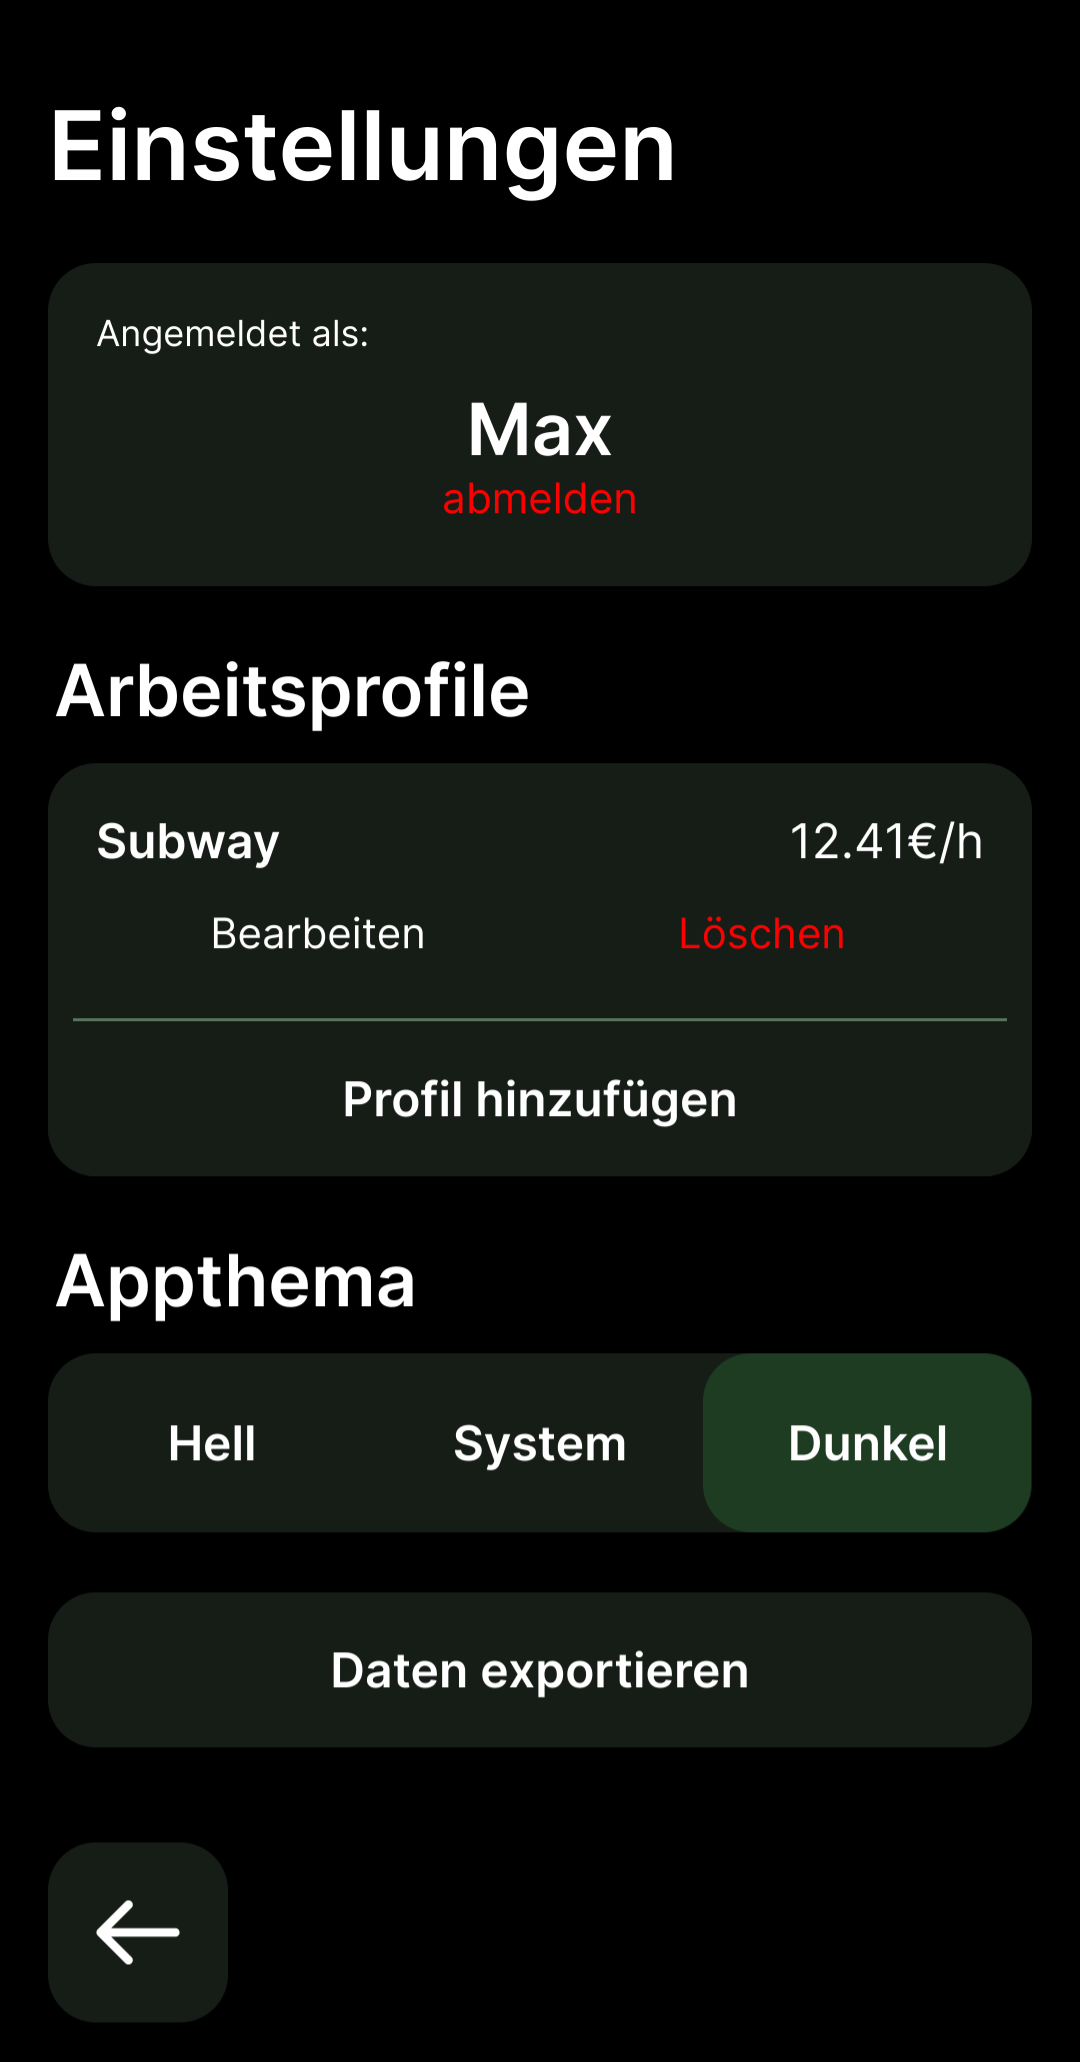 Einstellungen
Angemeldet als:
Max
abmelden
Arbeitsprofile
Subway 12.41€/h
Bearbeiten Löschen
Profil hinzufügen
Appthema
Hell System Dunkel
Daten exportieren